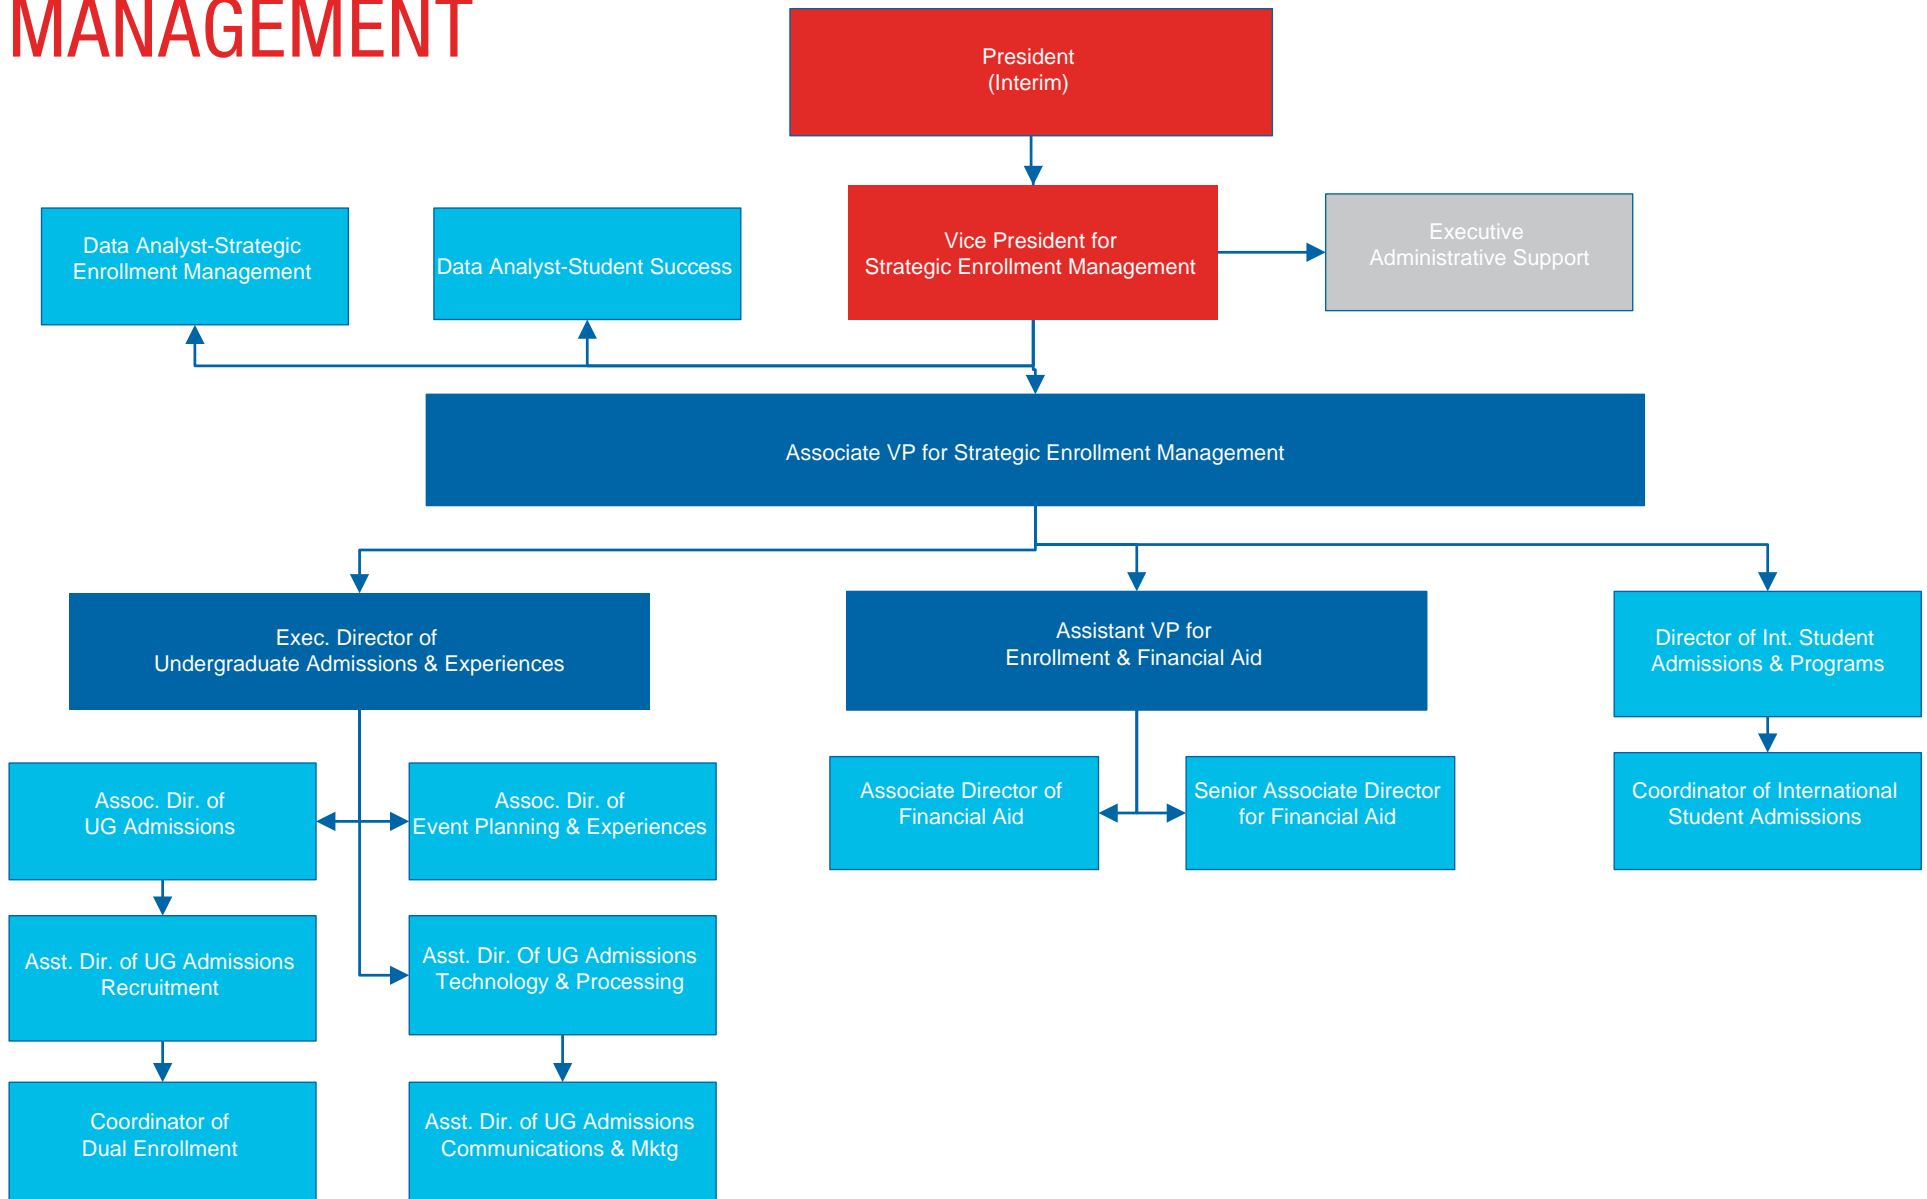 MANAGEMENT
President
(Interim)
Data Analyst-Strategic
Enrollment Management
Data Analyst-Student Success
Vice President for
Strategic Enrollment Management
Executive
Administrative Support
Associate VP for Strategic Enrollment Management
Exec. Director of
Undergraduate Admissions & Experiences
Assistant VP for
Enrollment & Financial Aid
Director of Int. Student
Admissions & Programs
Assoc. Dir. of
UG Admissions
Assoc. Dir. of
Event Planning & Experiences
Associate Director of
Financial Aid
Senior Associate Director
for Financial Aid
Coordinator of International
Student Admissions
Asst. Dir. of UG Admissions
Recruitment
Asst. Dir. Of UG Admissions
Technology & Processing
Coordinator of
Dual Enrollment
Asst. Dir. of UG Admissions
Communications & Mktg